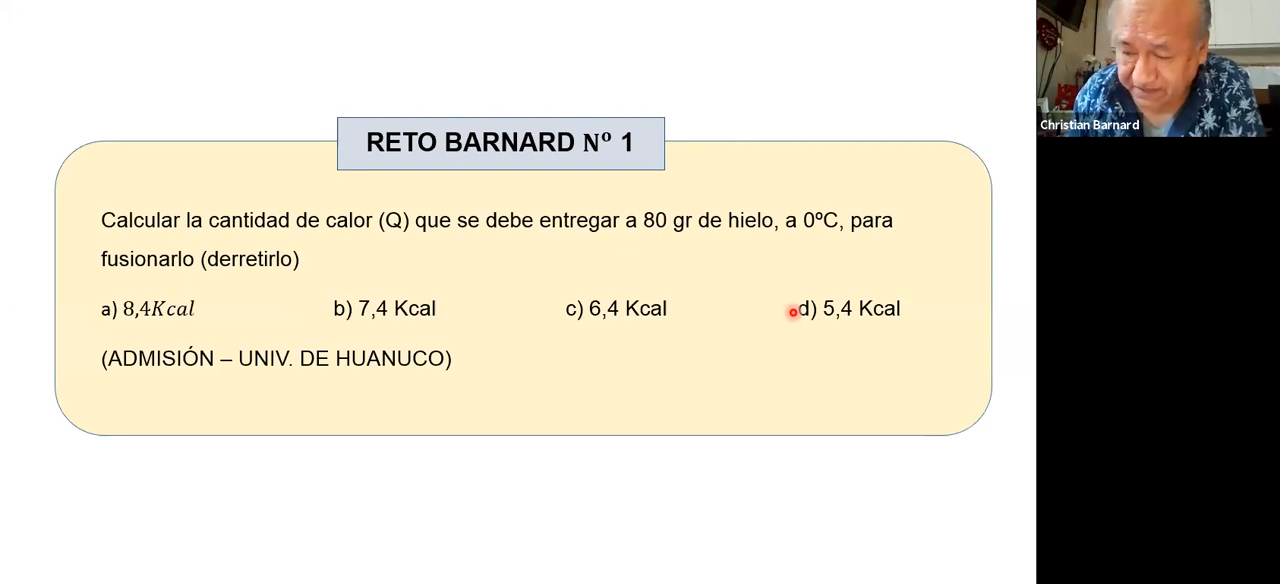 RETO BARNARD Nº 1
Calcular la cantidad de calor (Q) que se debe entregar a 80 gr de hielo, a 0ºC, para
fusionarlo (derretirlo)
a) 8,4Kcal b) 7,4 Kcal c) 6,4 Kcal d) 5,4 Kcal
(ADMISIÓN – UNIV. DE HUANUCO)
Christian Barnard